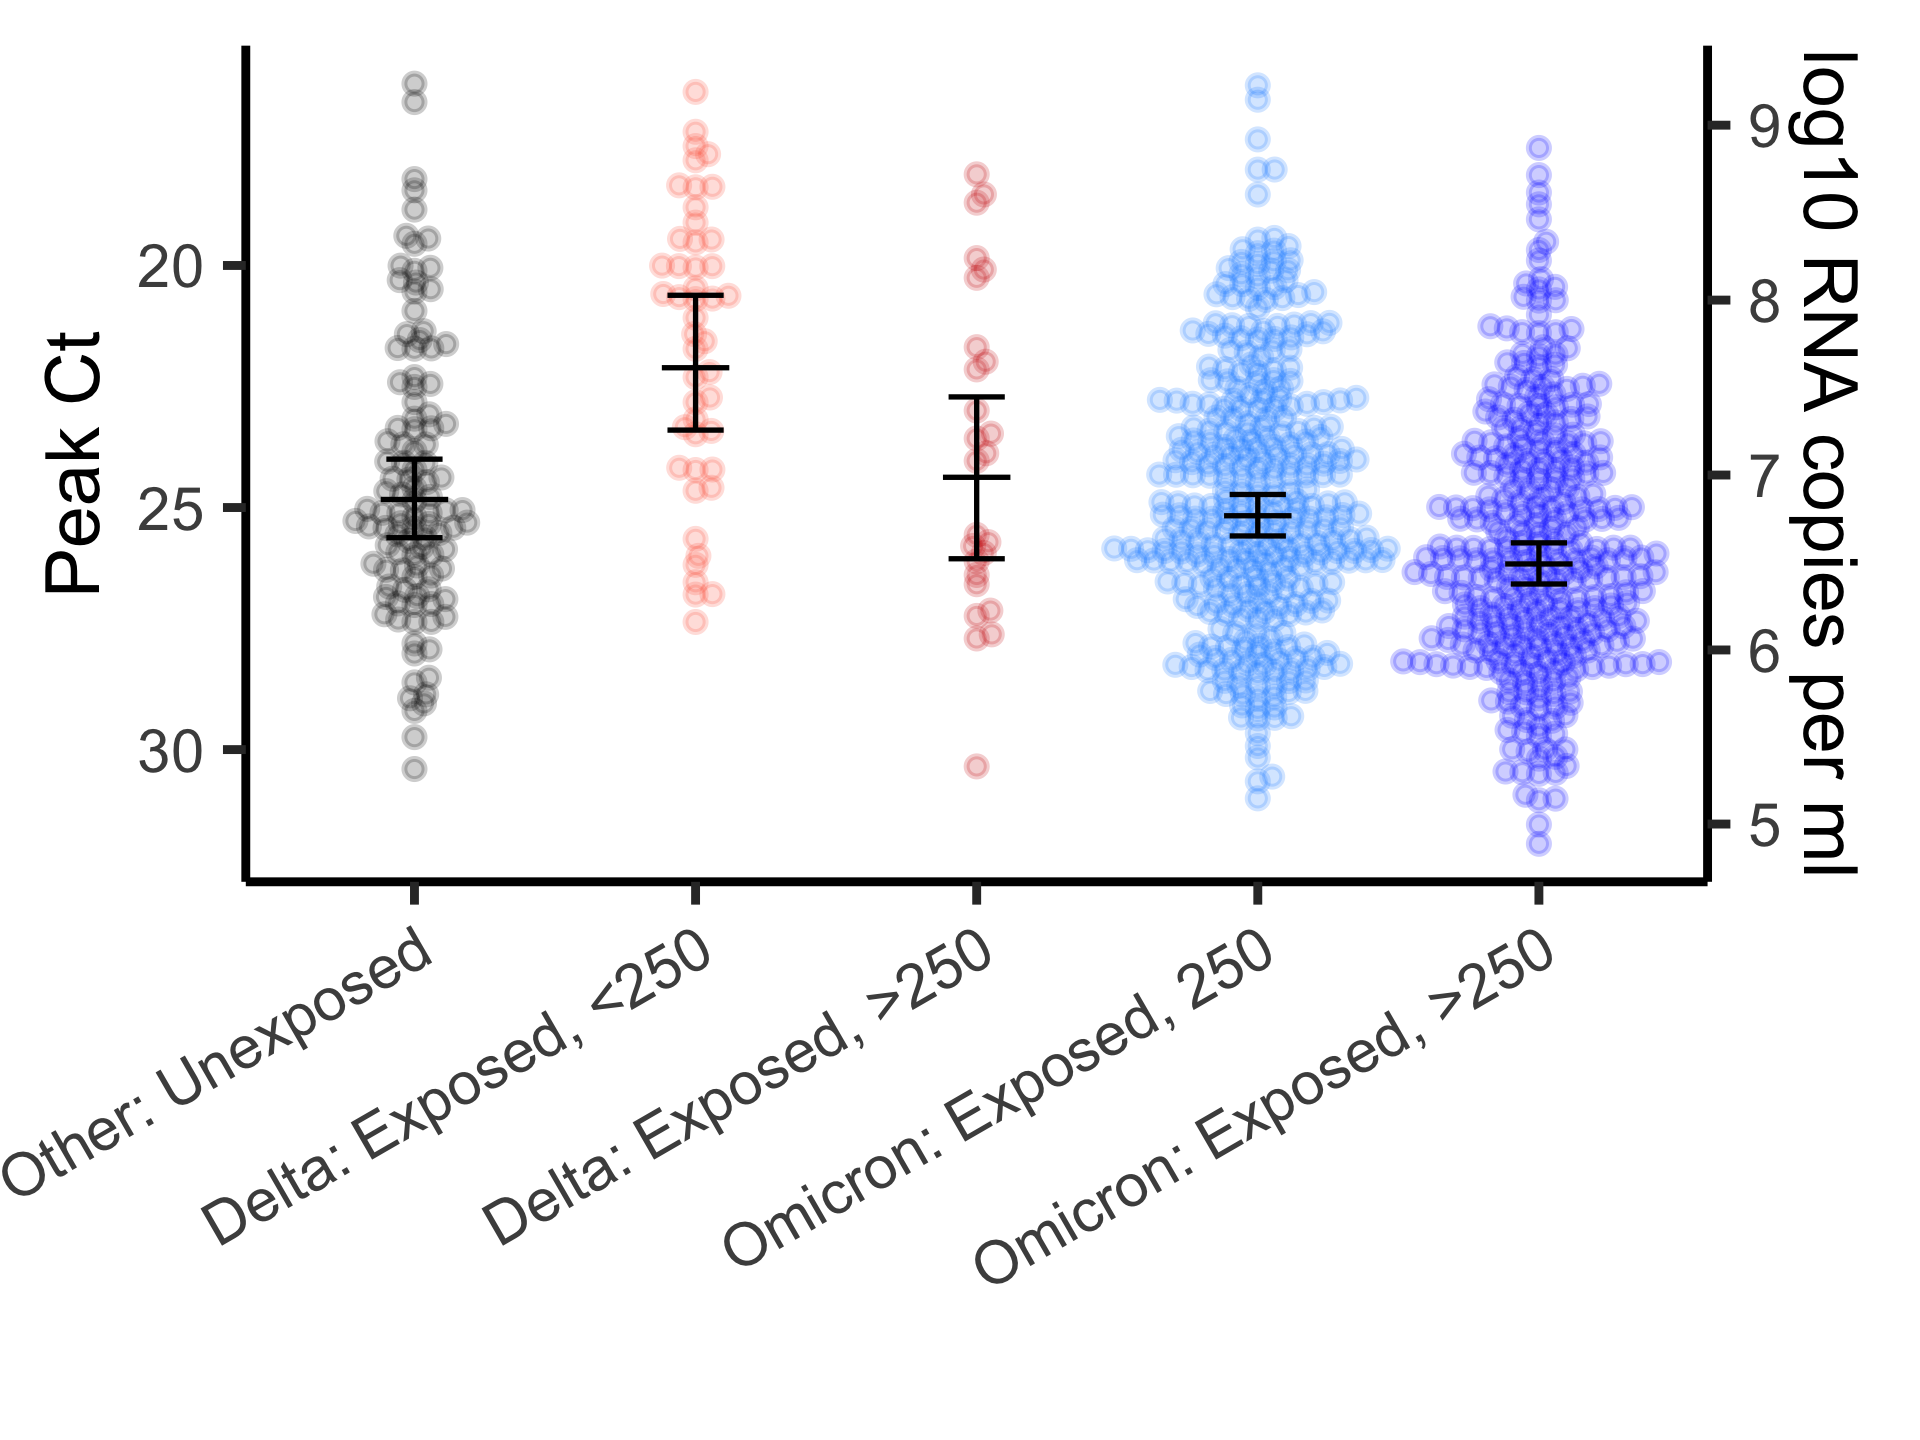 Peak Ct
20
25
30
log10 RNA copies per ml
9
8
7
6
5
Other: Unexposed
Delta: Exposed, <250
Delta: Exposed, >250
Omicron: Exposed, 250
Omicron: Exposed, >250